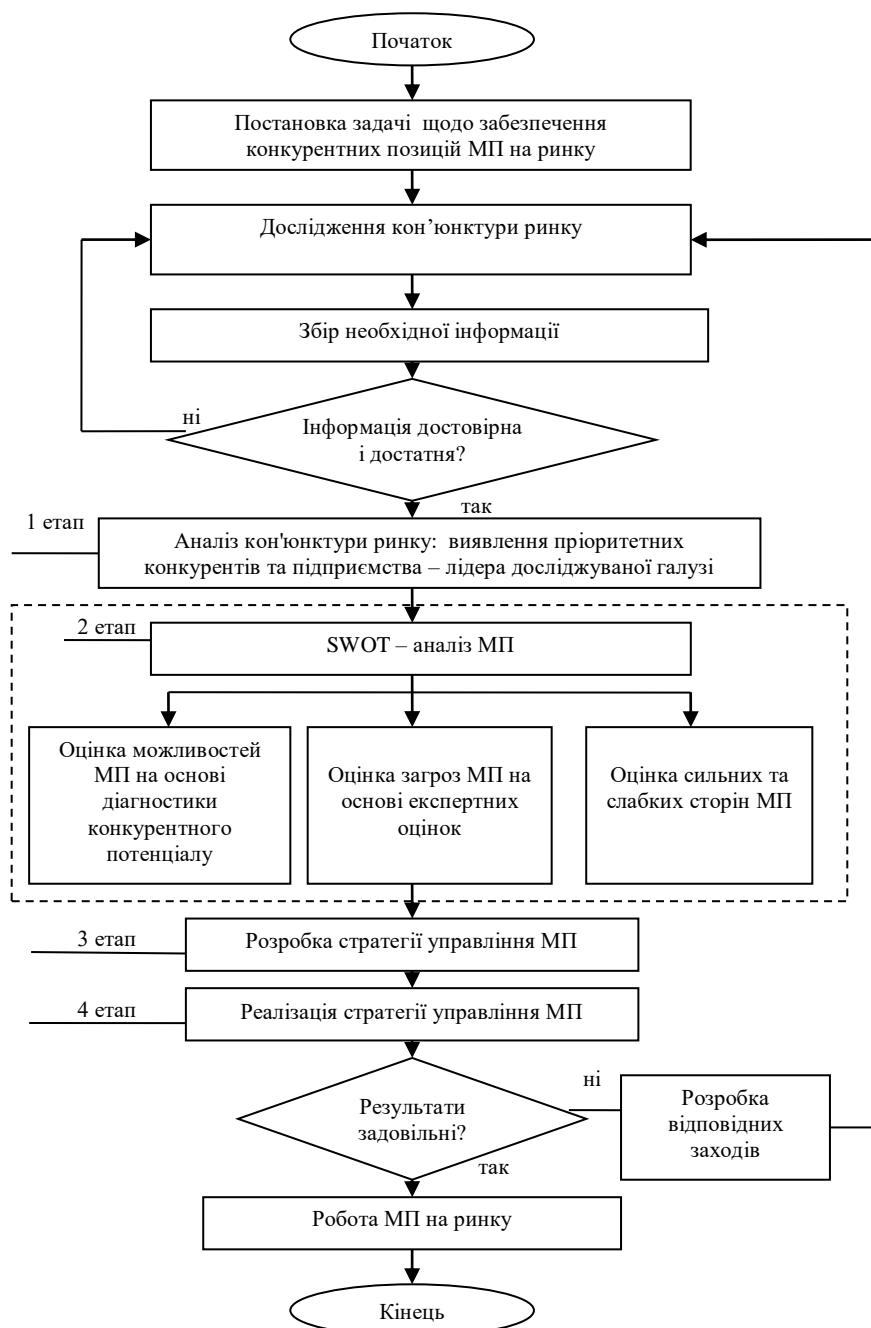 Початок
Постановка задачі щодо забезпечення
конкурентних позицій МП на ринку
Дослідження кон’юнктури ринку
Збір необхідної інформації
ні
Інформація достовірна
і достатня?
так
1 етап
Аналіз кон'юнктури ринку: виявлення пріоритетних
конкурентів та підприємства – лідера досліджуваної галузі
2 етап
SWOT – аналіз МП
Оцінка можливостей
МП на основі
діагностики
конкурентного
потенціалу
Оцінка загроз МП на
основі експертних
оцінок
Оцінка сильних та
слабких сторін МП
3 етап
Розробка стратегії управління МП
4 етап
Реалізація стратегії управління МП
Результати
задовільні?
ні
Розробка
відповідних
заходів
так
Робота МП на ринку
Кінець